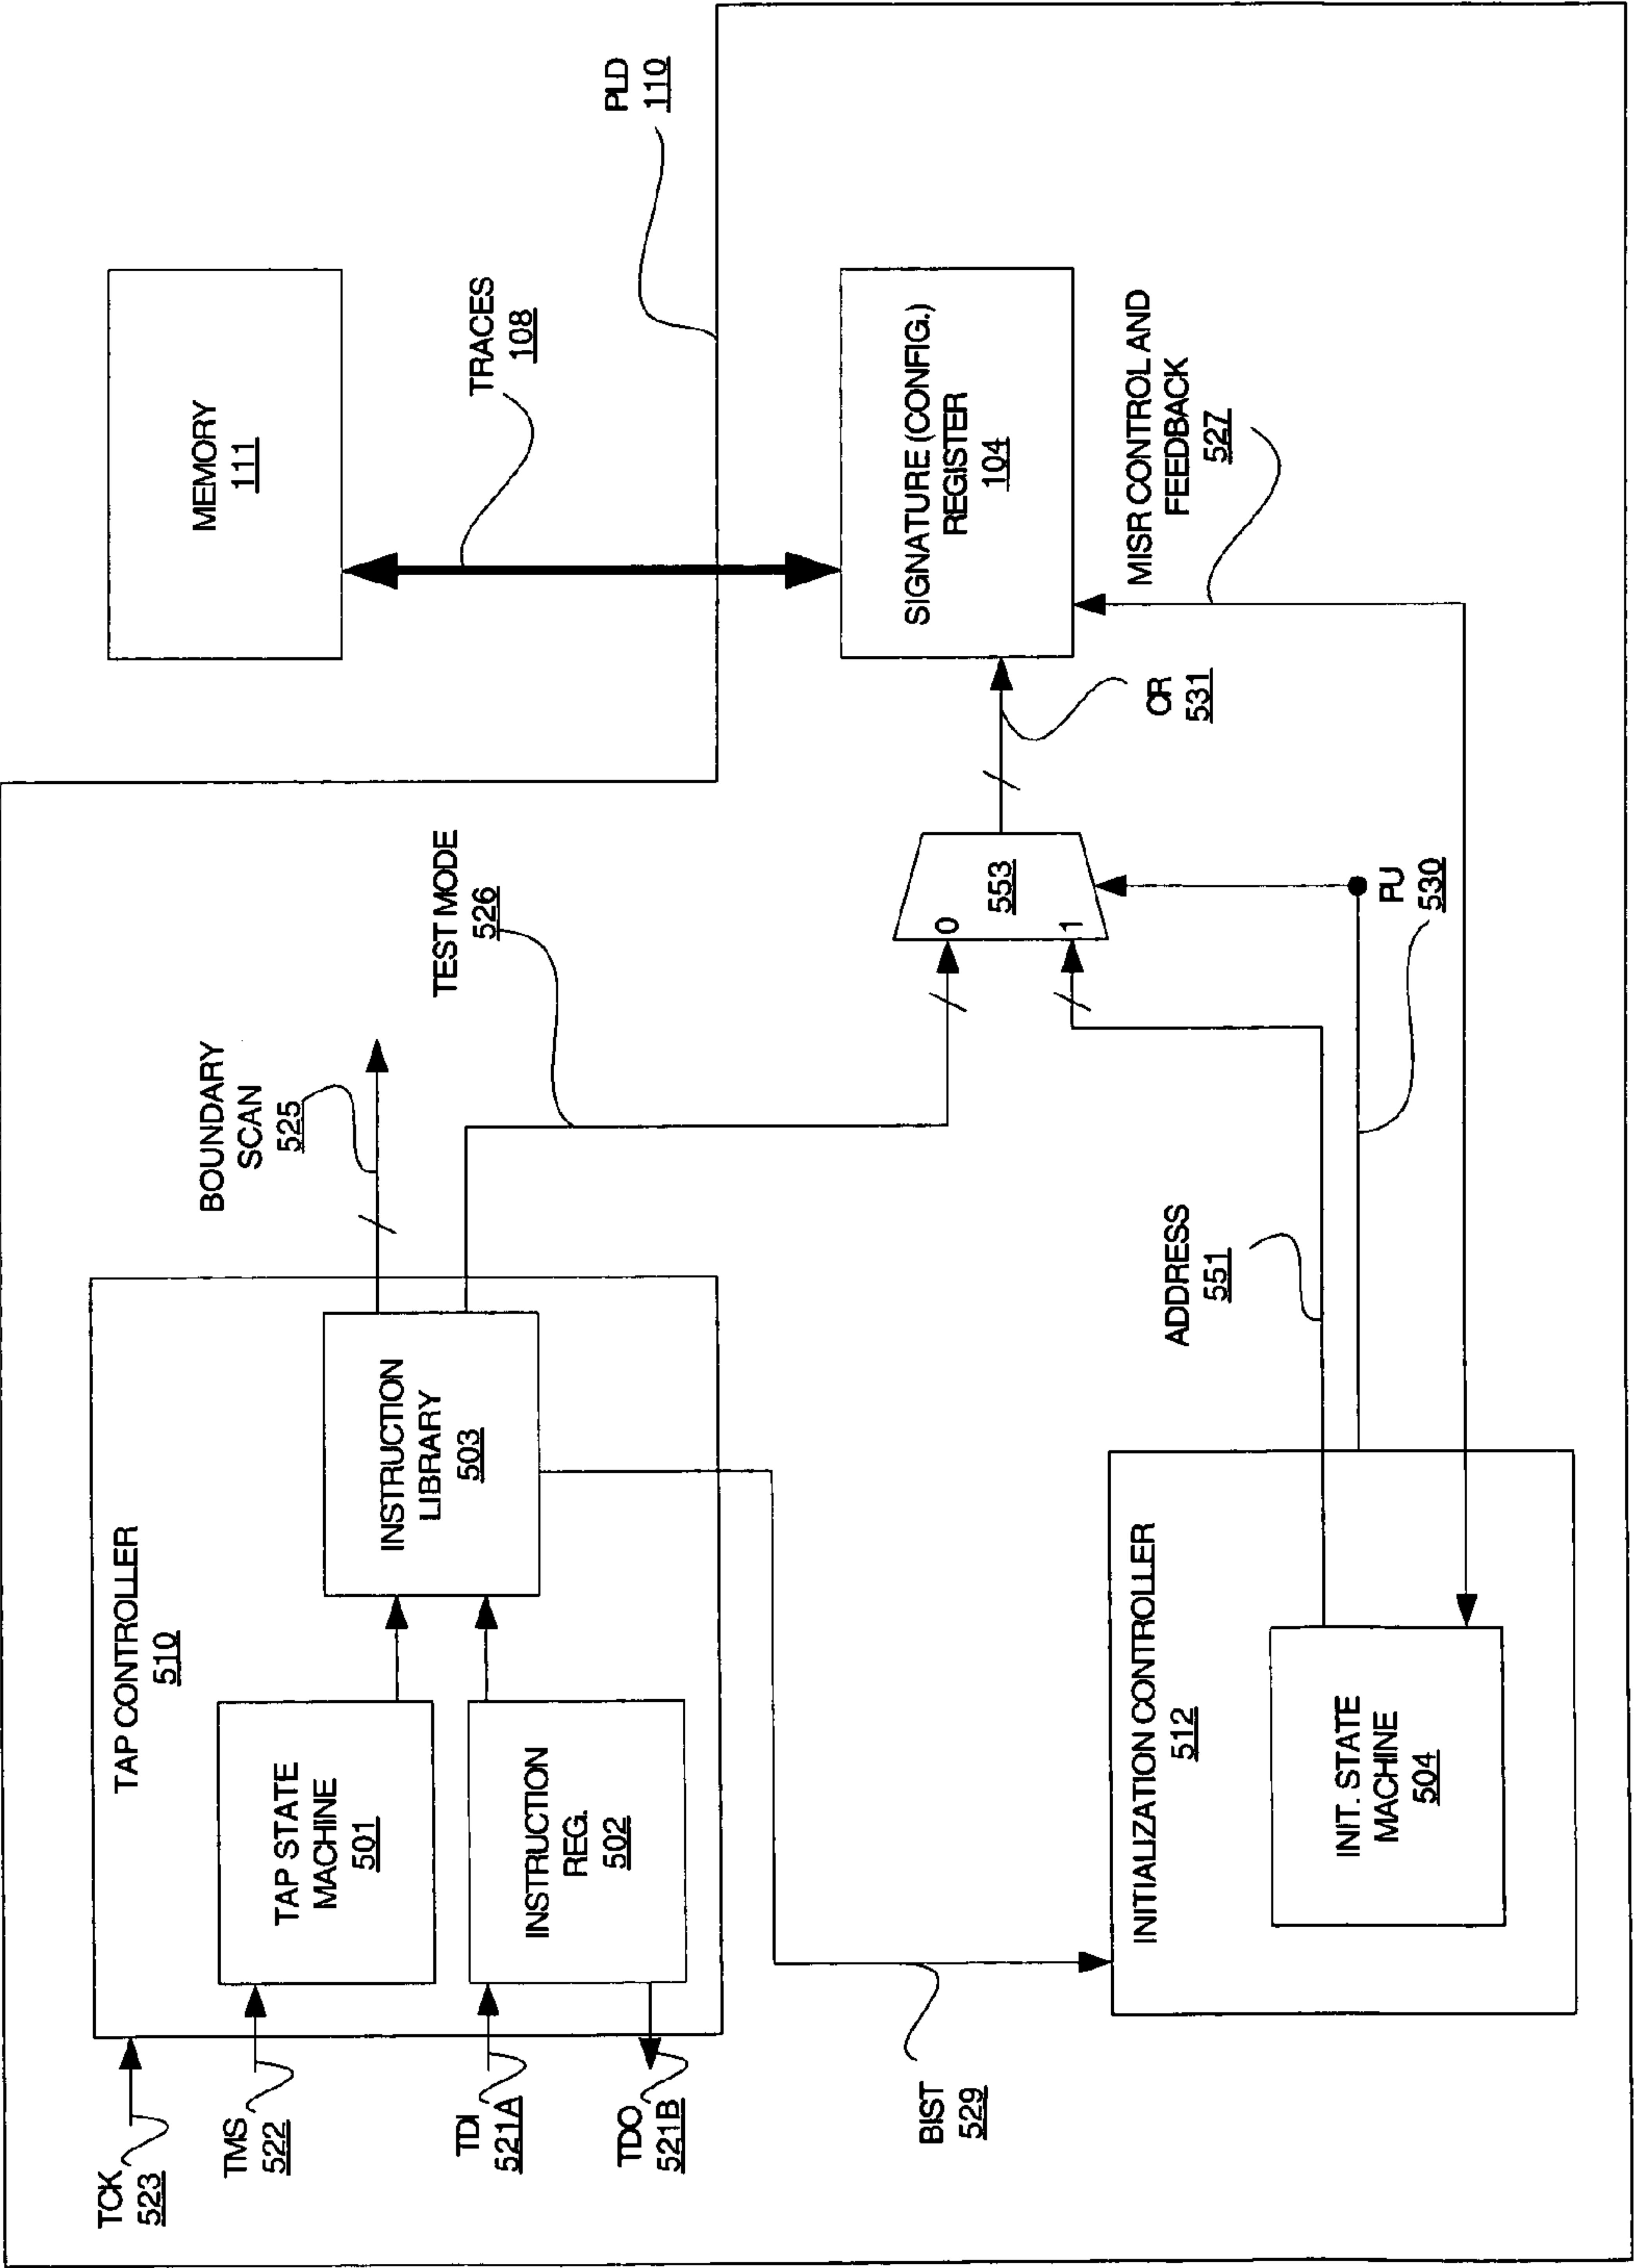 TCK
523
TMS
522
TDI
521A
TDO
521B
TAP CONTROLLER
510
TAP STATE
MACHINE
501
INSTRUCTION
REG.
502
INSTRUCTION
LIBRARY
503
BOUNDARY
SCAN
525
TEST MODE
526
MEMORY
111
TRACES
108
PLD
110
BIST
529
INITIALIZATION CONTROLLER
512
INIT. STATE
MACHINE
504
ADDRESS
551
0
1
553
PU
530
CR
531
SIGNATURE (CONFIG.)
REGISTER
104
MISR CONTROL AND
FEEDBACK
527